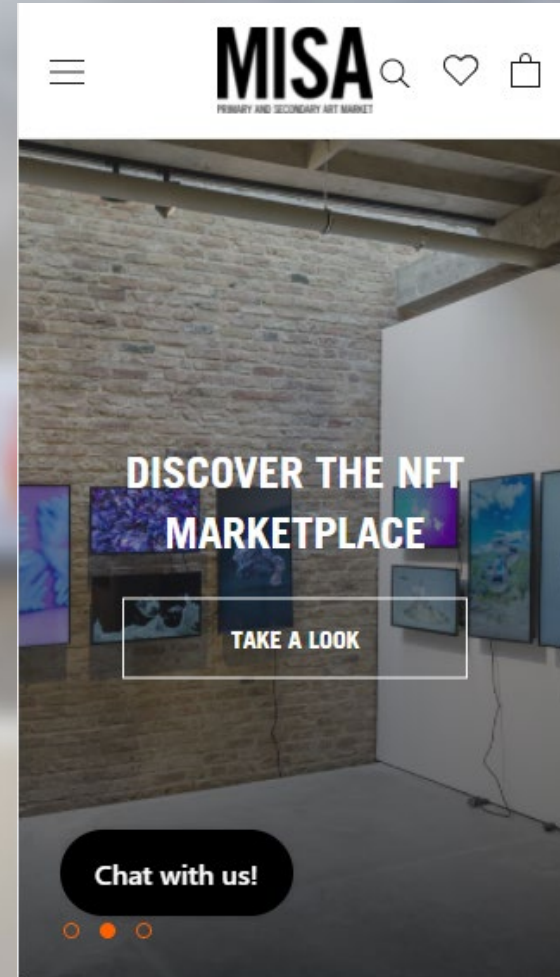 MISA
PRIMARY AND SECONDARY ART MARKET
DISCOVER THE NFT
MARKETPLACE
TAKE A LOOK
Chat with us!